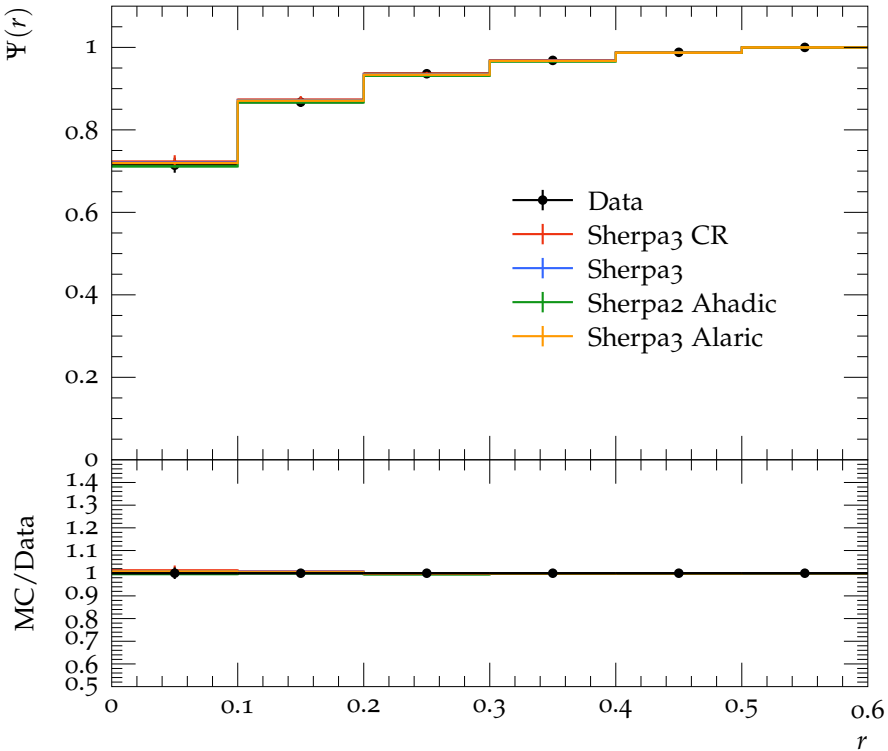 Ψ(r)
1
0.8
0.6
0.4
0.2
0
Data
Sherpa3 CR
Sherpa3
Sherpa2 Ahadic
Sherpa3 Alaric
MC/Data
1.4
1.3
1.2
1.1
1
0.9
0.8
0.7
0.6
0.5
0 0.1 0.2 0.3 0.4 0.5 0.6
r